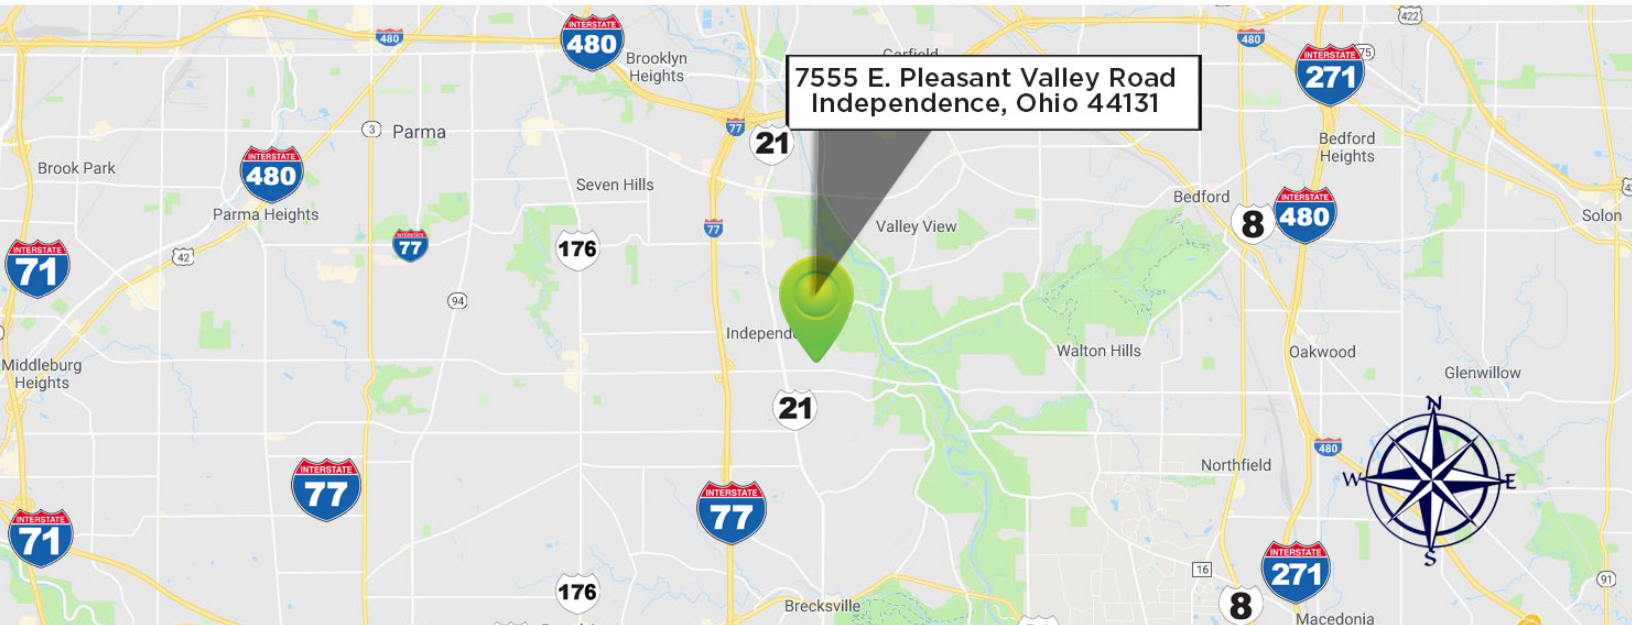 422
INTERSTATE
480
480
INTERSTATE
480
Brooklyn
Heights
Garfield
7555 E. Pleasant Valley Road
Independence, Ohio 44131
INTERSTATE
271
3
Parma
77
21
Bedford
Heights
Brook Park
INTERSTATE
480
Seven Hills
Bedford
INTERSTATE
480
8
Parma Heights
Solon
77
Valley View
INTERSTATE
77
176
INTERSTATE
71
42
94
Independ
Walton Hills
Oakwood
Middleburg
Heights
Glenwillow
21
N
W
E
S
480
Northfield
INTERSTATE
77
INTERSTATE
77
INTERSTATE
71
INTERSTATE
271
16
91
176
Brecksville
8
Macedonia